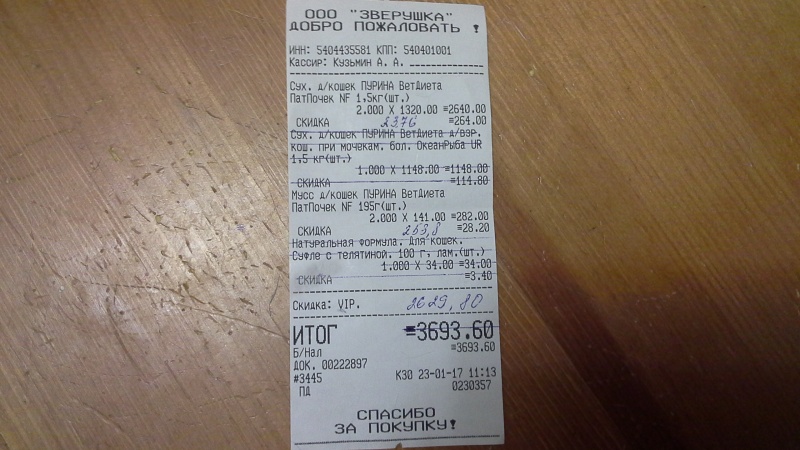 ООО "ЗВЕРУШКА"
ДОБРО ПОЖАЛОВАТЬ !
ИНН: 5404435581 КПП: 540401001
Кассир: Кузьмин А. А.
Сух. д/кошек ПУРИНА ВетДиета
ПатПочек NF 1,5кг(шт.)
2.000 X 1320.00 =2640.00
СКИДКА 2376 =264.00
Сух. д/кошек ПУРИНА ВетДиета д/взр.
кош. при мочекам. бол. ОкеанРыба UR
1,5 кг(шт.)
1.000 X 1148.00 =1148.00
СКИДКА =114.80
Мусс д/кошек ПУРИНА ВетДиета
ПатПочек NF 195г(шт.)
2.000 X 141.00 =282.00
СКИДКА 253,8 =28.20
Натуральная формула. Для кошек.
Суфле с телятиной. 100 г, лам.(шт.)
1.000 X 34.00 =34.00
СКИДКА =3.40
Скидка: VIP. 2629,80
ИТОГ =3693.60
Б/Нал =3693.60
ДОК. 00222897
#3445 К30 23-01-17 11:13
ПД 0230357
СПАСИБО
ЗА ПОКУПКУ!